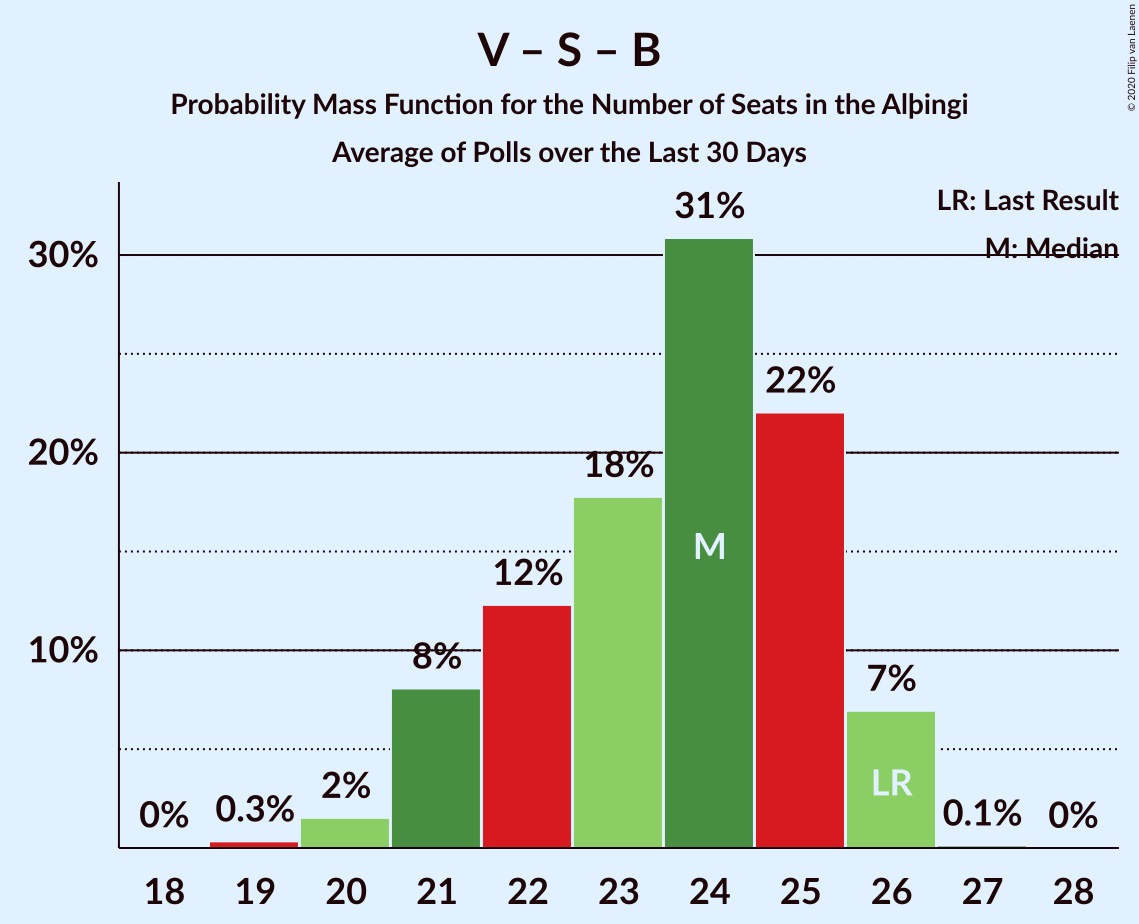 V – S – B
Probability Mass Function for the Number of Seats in the Alþingi
Average of Polls over the Last 30 Days
© 2020 Filip van Laenen
LR: Last Result
M: Median
30%
20%
10%
0%
0.3%
2%
8%
12%
18%
31%
22%
7%
0.1%
0%
M
LR
18 19 20 21 22 23 24 25 26 27 28